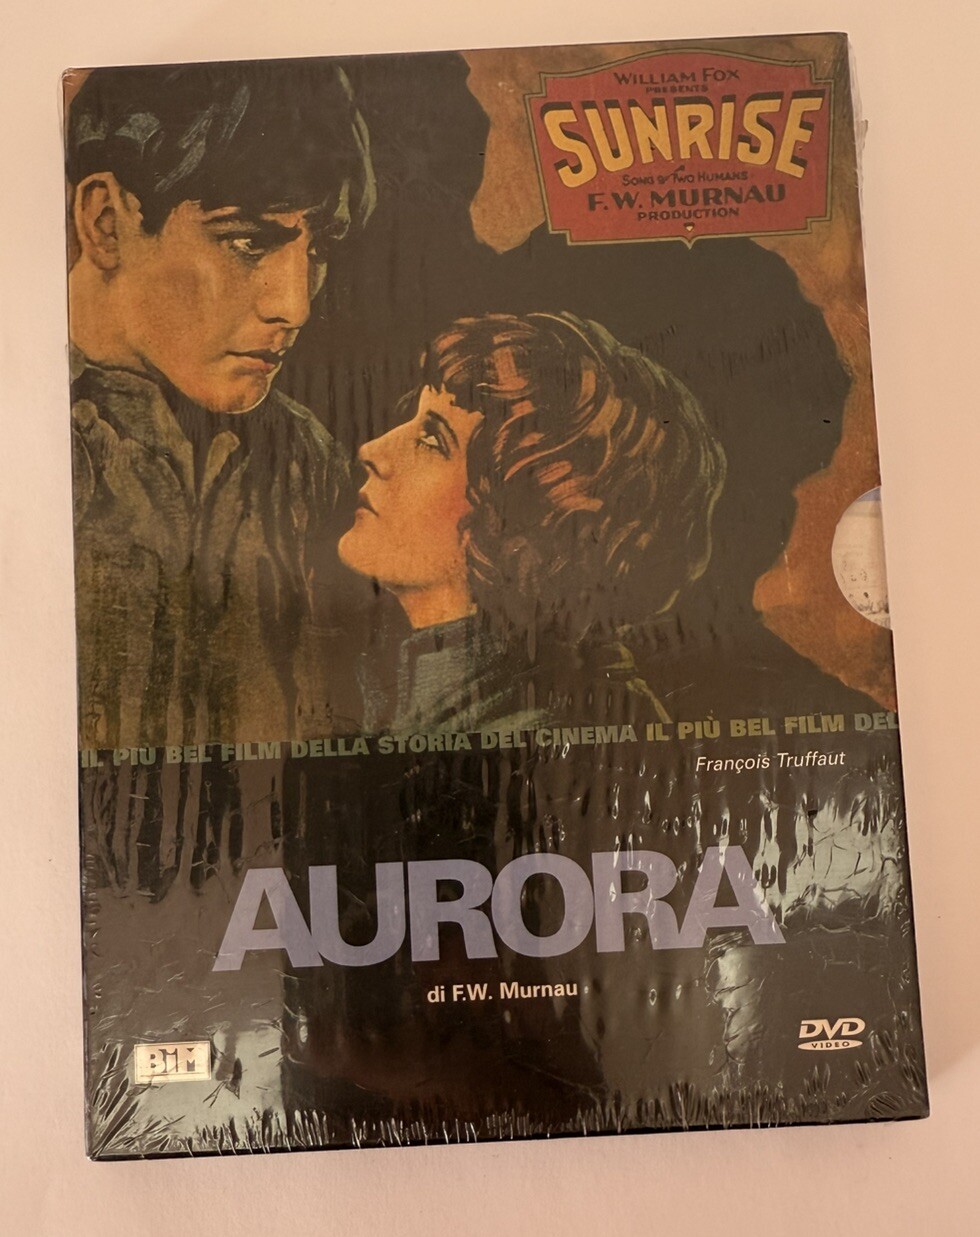 WILLIAM FOX
PRESENTS
SUNRISE
SONG OF TWO HUMANS
F.W. MURNAU
PRODUCTION
IL PIÙ BEL FILM DELLA STORIA DEL CINEMA IL PIÙ BEL FILM DEL
François Truffaut
AURORA
di F.W. Murnau
BiM
DVD
VIDEO